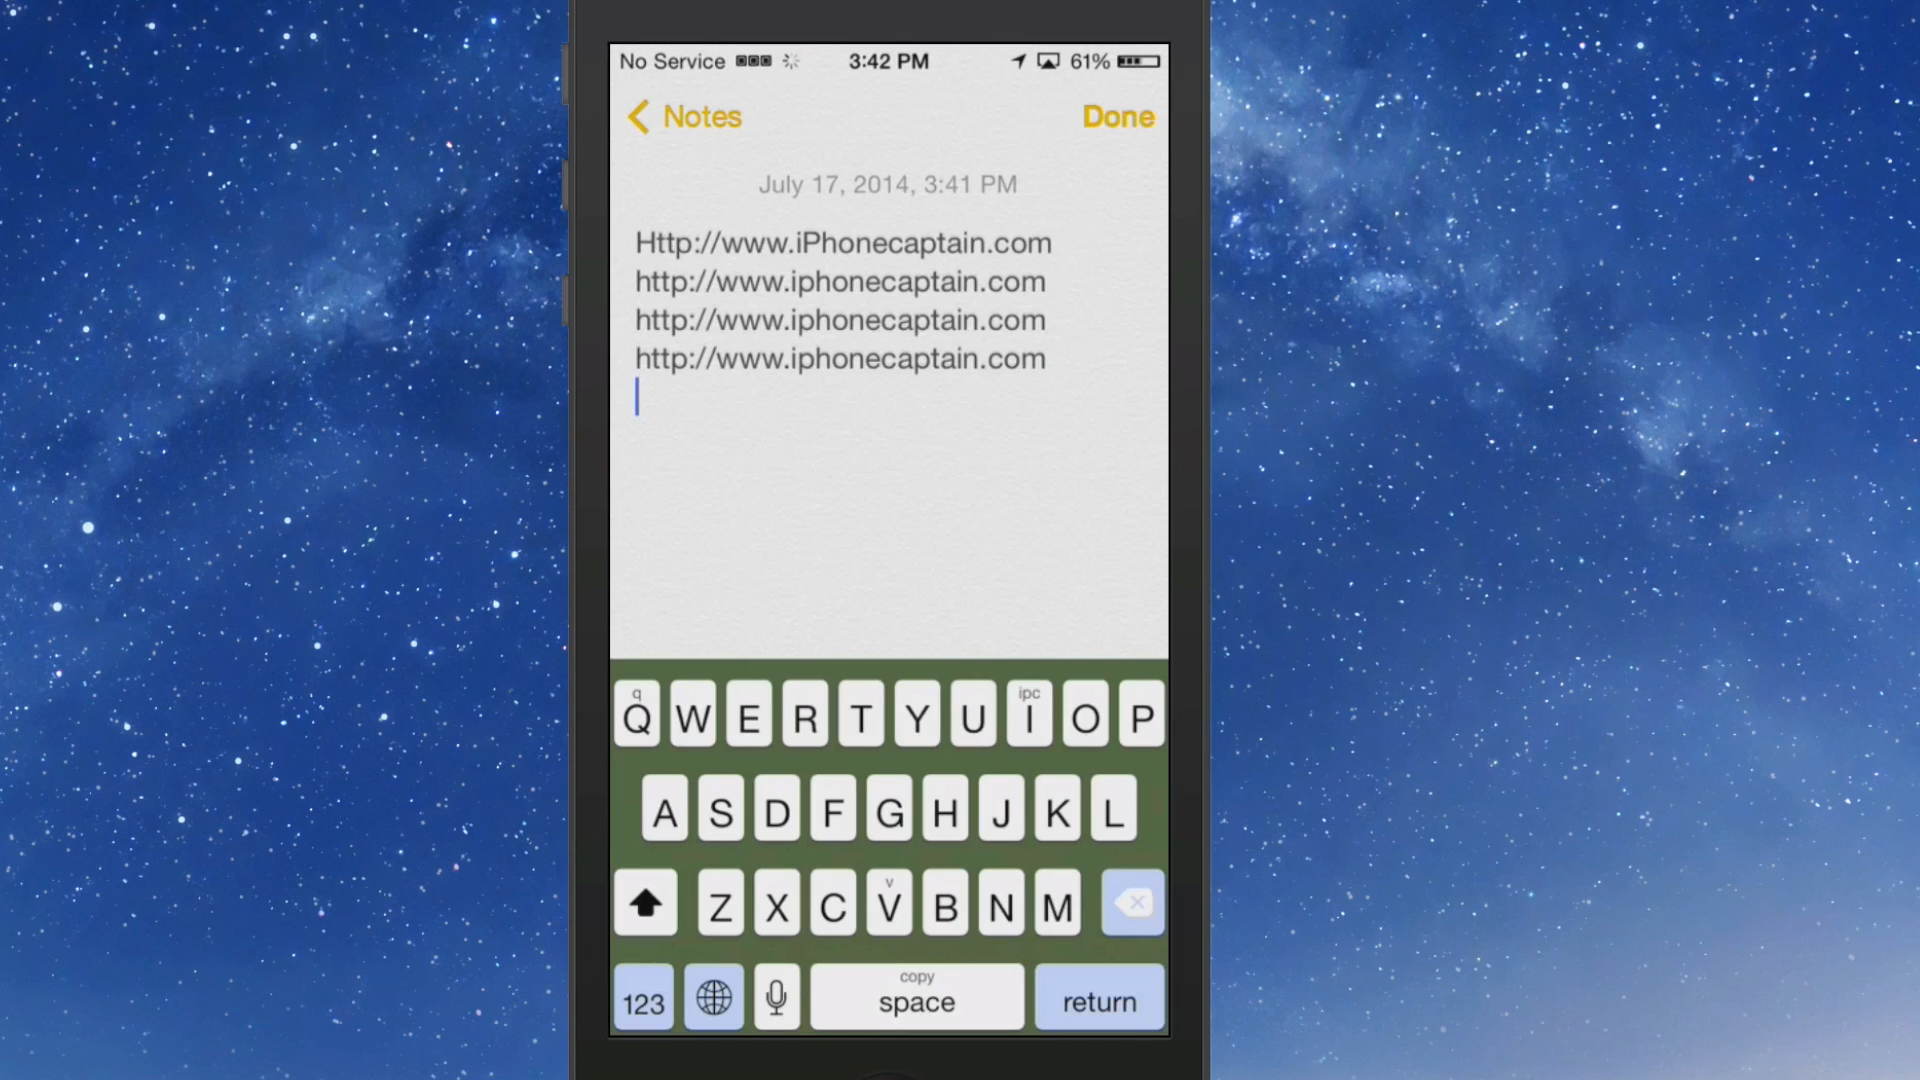 No Service 3:42 PM 61%
Notes Done
July 17, 2014, 3:41 PM
Http://www.iPhonecaptain.com
http://www.iphonecaptain.com
http://www.iphonecaptain.com
http://www.iphonecaptain.com
q ipc
Q W E R T Y U I O P
A S D F G H J K L
v
Z X C V B N M
copy
123 space return